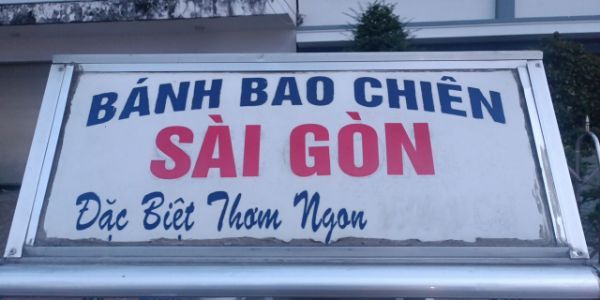 BÁNH BAO CHIÊN
SÀI GÒN
Đặc Biệt Thơm Ngon